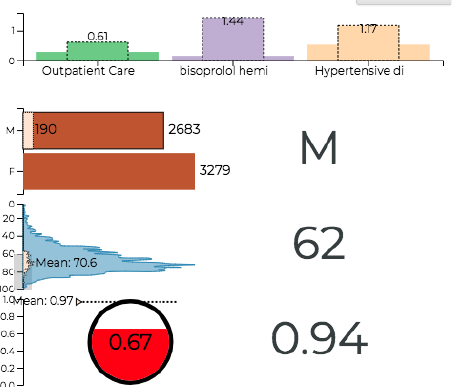 1.44
1.17
0.61
1
0
Outpatient Care
bisoprolol hemi
Hypertensive di
M
190
2683
M
F
3279
0
20
40
60
80
100
Mean: 70.6
62
Mean: 0.97
1.0
0.8
0.6
0.4
0.2
0.0
0.67
0.94